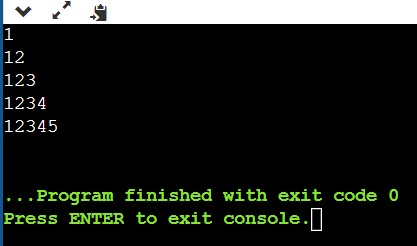 1
12
123
1234
12345
...Program finished with exit code 0
Press ENTER to exit console.